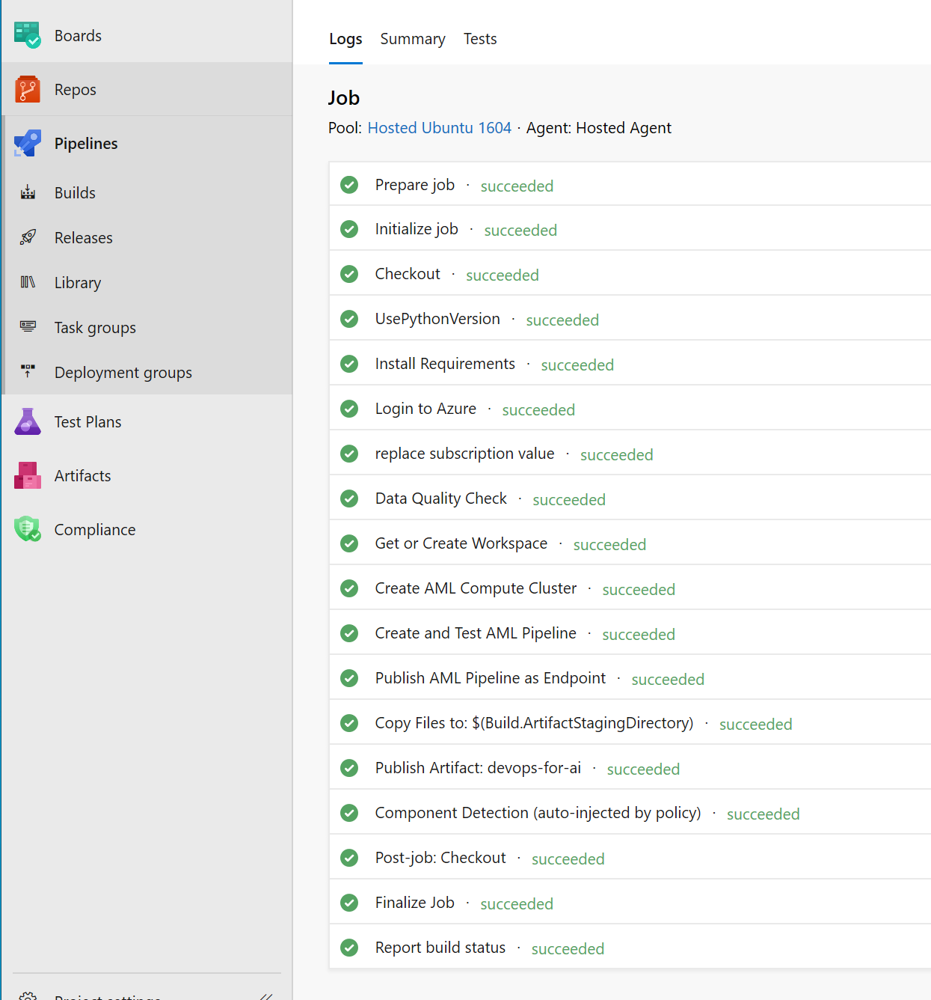 Boards
Repos
Pipelines
Builds
Releases
Library
Task groups
Deployment groups
Test Plans
Artifacts
Compliance
Project settings
Logs Summary Tests
Job
Pool: Hosted Ubuntu 1604 · Agent: Hosted Agent
Prepare job · succeeded
Initialize job · succeeded
Checkout · succeeded
UsePythonVersion · succeeded
Install Requirements · succeeded
Login to Azure · succeeded
replace subscription value · succeeded
Data Quality Check · succeeded
Get or Create Workspace · succeeded
Create AML Compute Cluster · succeeded
Create and Test AML Pipeline · succeeded
Publish AML Pipeline as Endpoint · succeeded
Copy Files to: $(Build.ArtifactStagingDirectory) · succeeded
Publish Artifact: devops-for-ai · succeeded
Component Detection (auto-injected by policy) · succeeded
Post-job: Checkout · succeeded
Finalize Job · succeeded
Report build status · succeeded